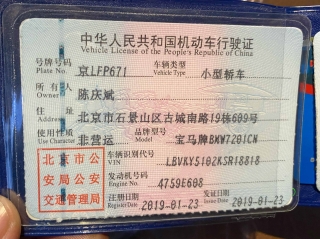 中华人民共和国机动车行驶证
Vehicle License of the People's Republic of China
号牌号码 京LFP671 车辆类型 小型轿车
Plate No. Vehicle Type
所有人 陈庆斌
Owner
住址 北京市石景山区古城南路19栋609号
Address
使用性质 非营运 品牌型号 宝马牌BMW7201CN
北京市公 车辆识别代号 LBVKY5102KSR18818
VIN
安局公安 发动机号码 4759E608
Engine No.
交通管理局 注册日期 2019-01-23 发证日期 2019-01-23
Register Date Issue Date